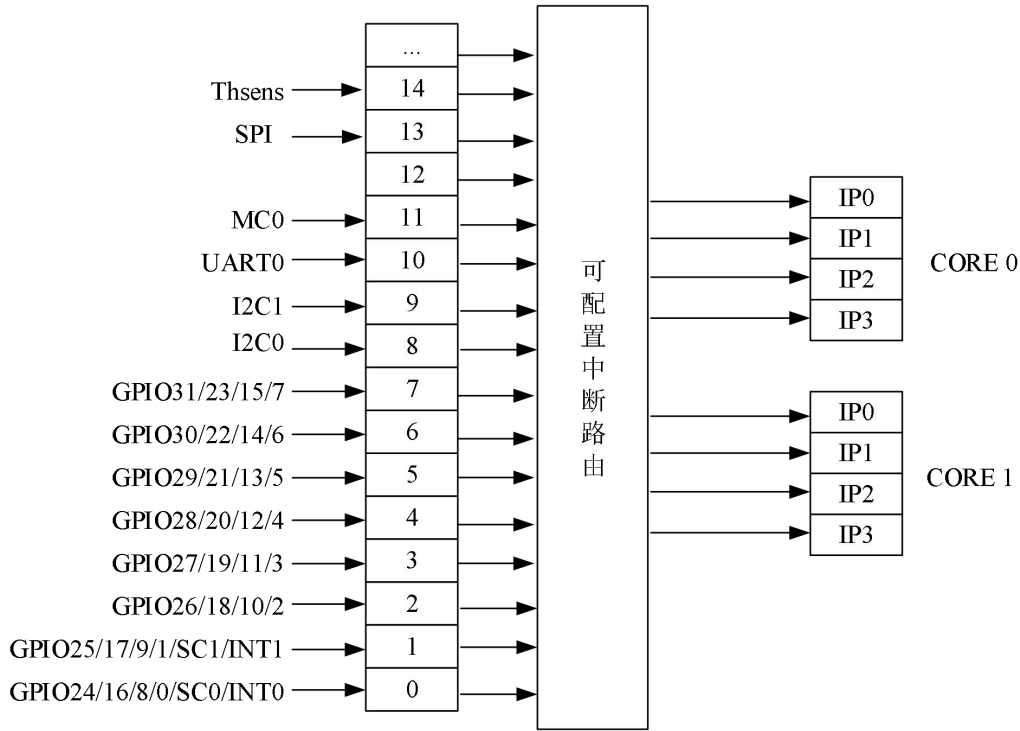 ...
Thsens 14
SPI 13
12
MC0 11
UART0 10
I2C1 9
I2C0 8
GPIO31/23/15/7 7
GPIO30/22/14/6 6
GPIO29/21/13/5 5
GPIO28/20/12/4 4
GPIO27/19/11/3 3
GPIO26/18/10/2 2
GPIO25/17/9/1/SC1/INT1 1
GPIO24/16/8/0/SC0/INT0 0
可配置中断路由
IP0
IP1
IP2
IP3
CORE 0
IP0
IP1
IP2
IP3
CORE 1